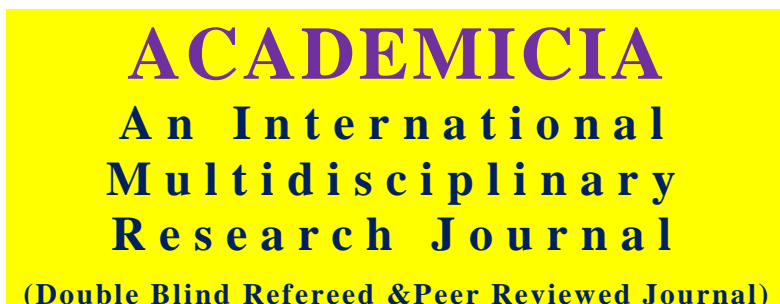 ACADEMICIA
An International
Multidisciplinary
Research Journal
(Double Blind Refereed &Peer Reviewed Journal)